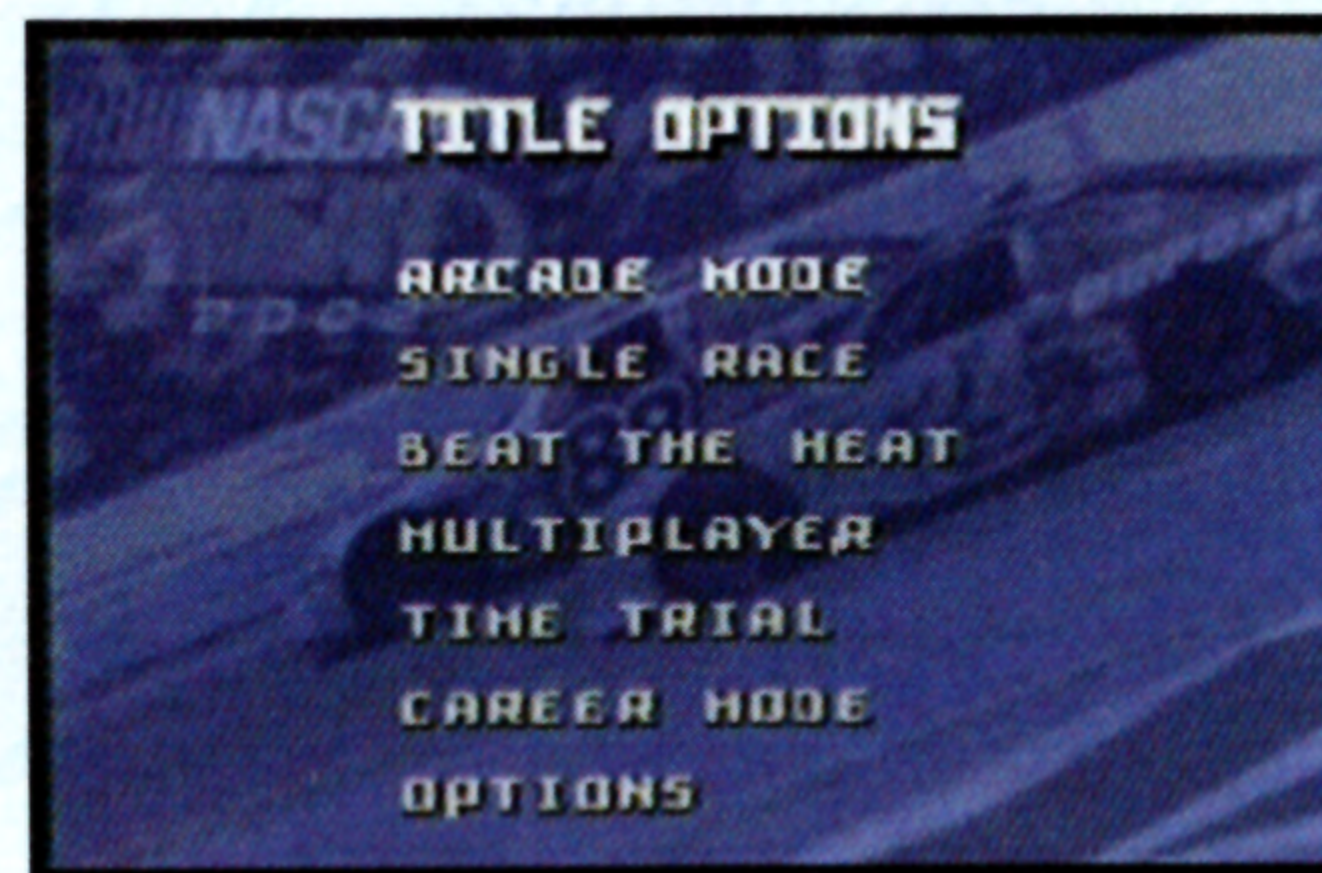 TITLE OPTIONS
ARCADE MODE
SINGLE RACE
BEAT THE HEAT
MULTIPLAYER
TIME TRIAL
CAREER MODE
OPTIONS